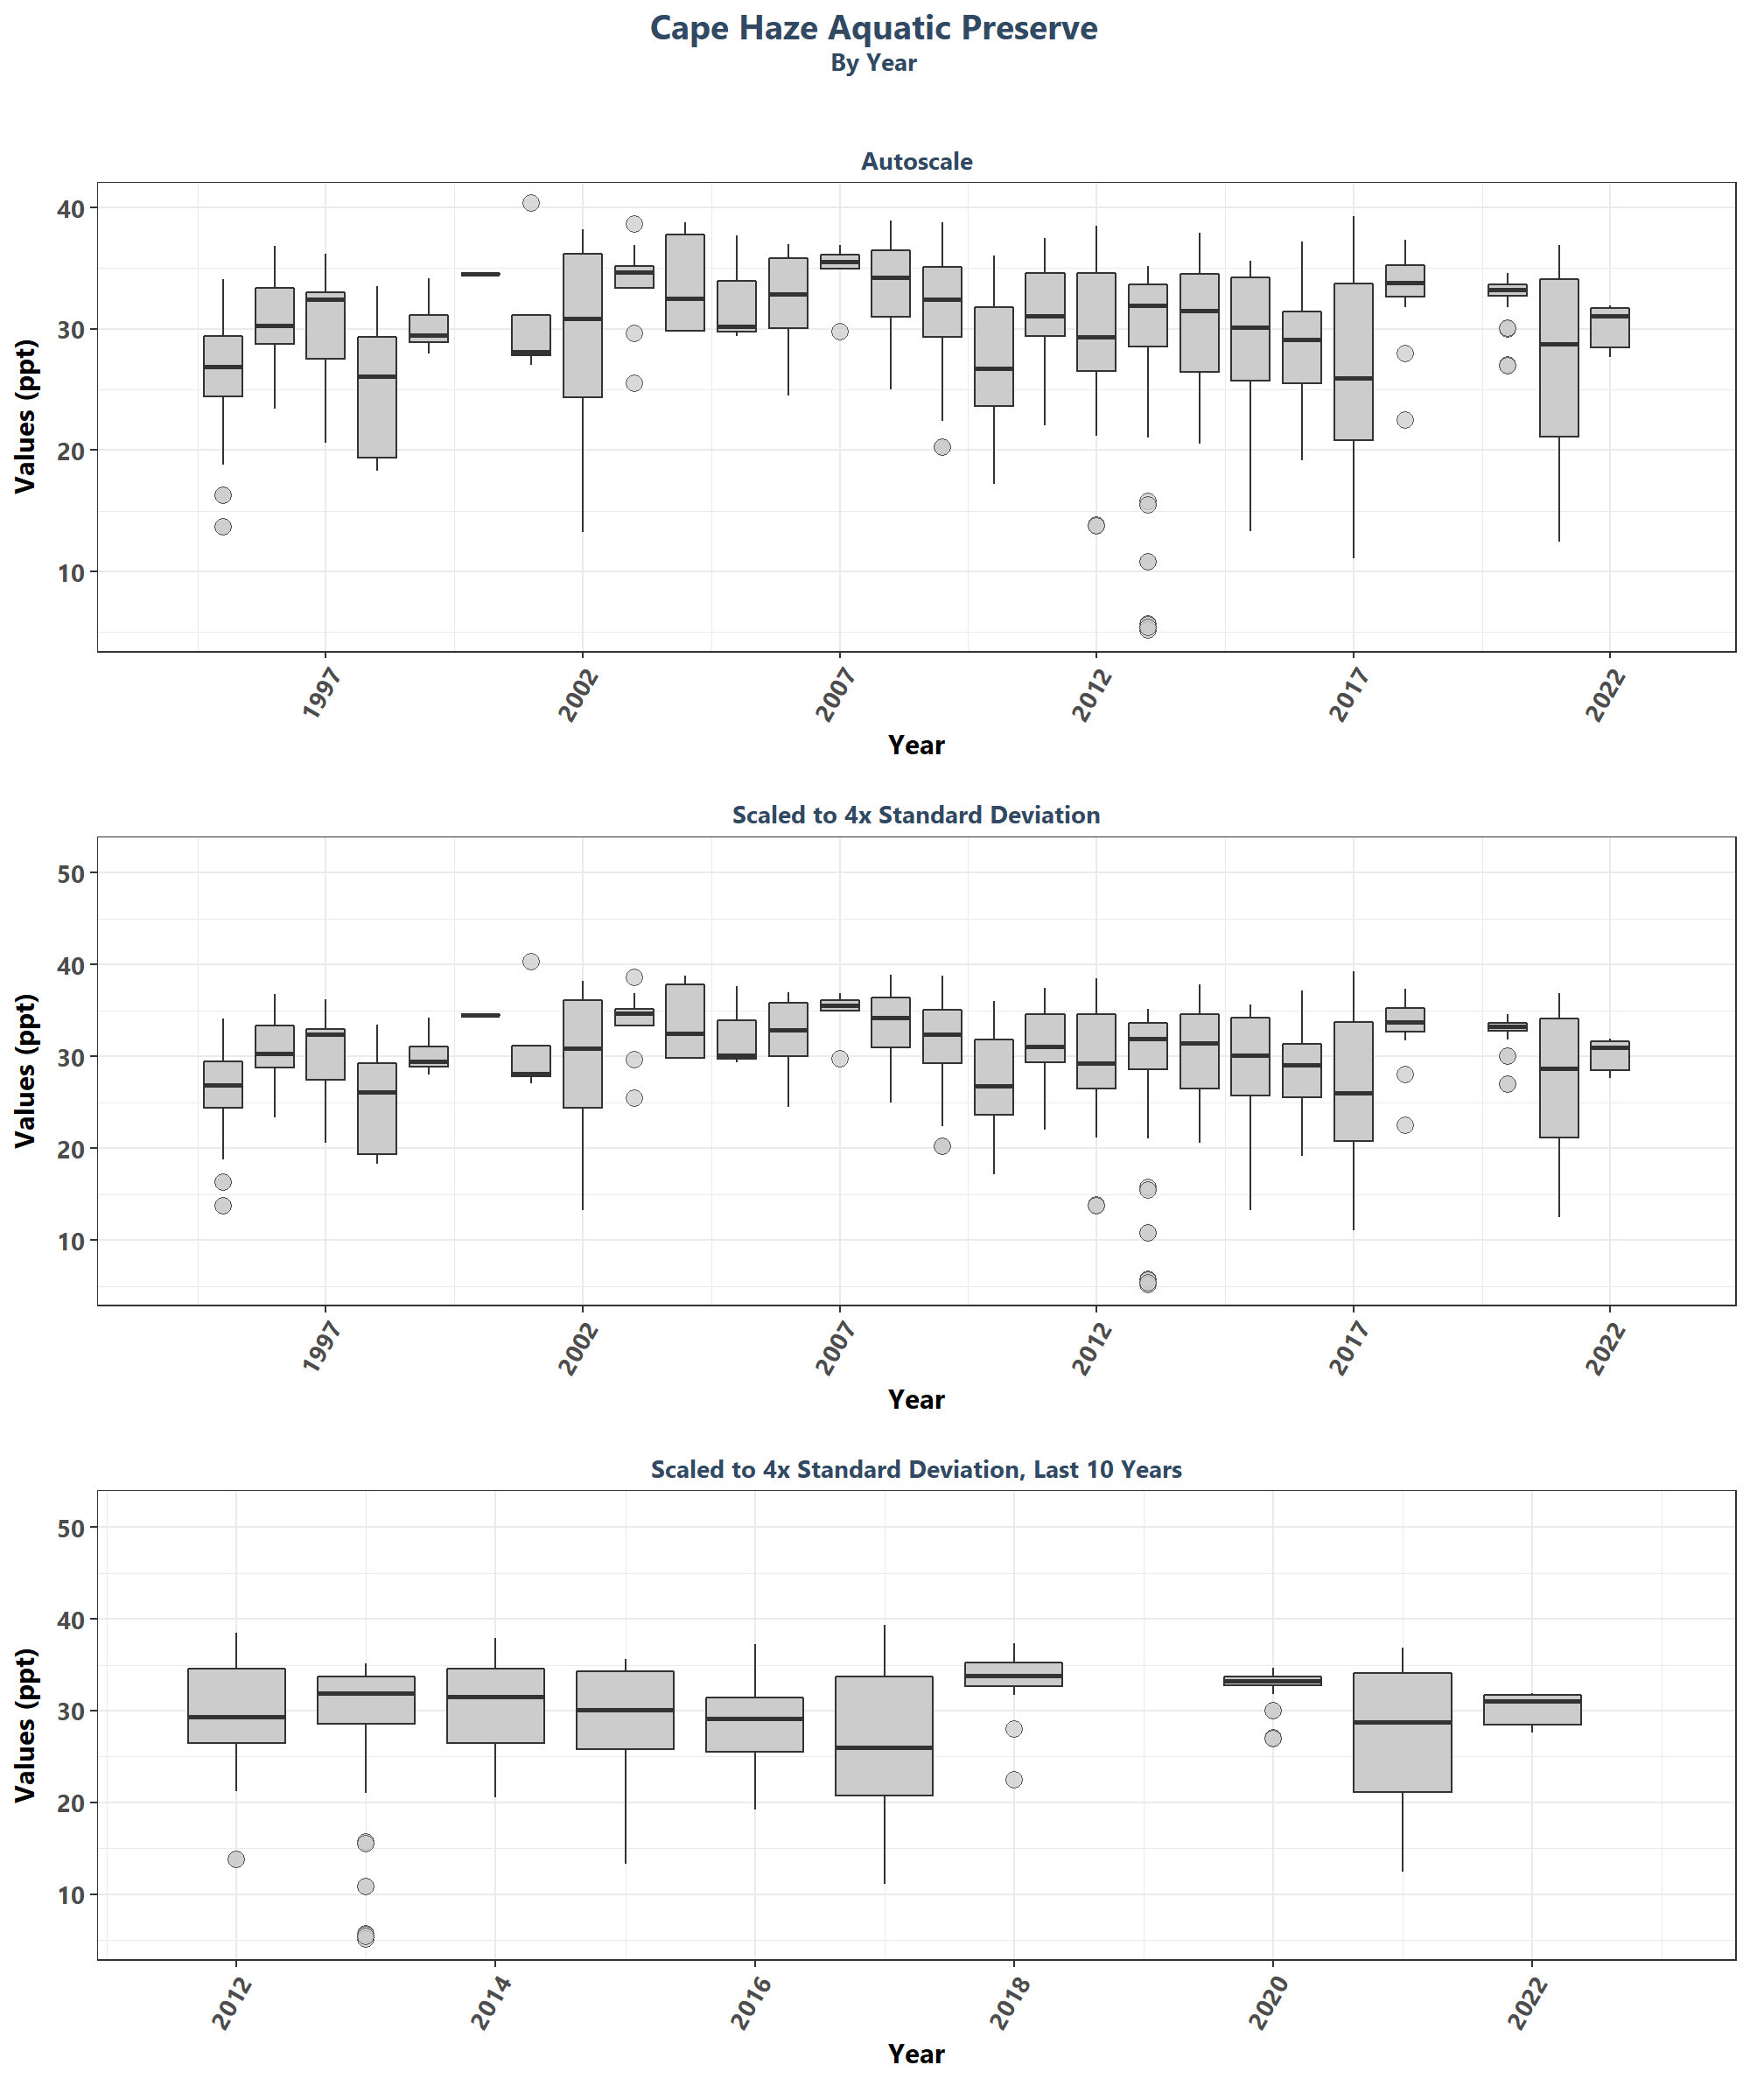 Cape Haze Aquatic Preserve
By Year
Autoscale
Values (ppt)
40
30
20
10
1997
2002
2007
2012
2017
2022
Year
Scaled to 4x Standard Deviation
Values (ppt)
50
40
30
20
10
1997
2002
2007
2012
2017
2022
Year
Scaled to 4x Standard Deviation, Last 10 Years
Values (ppt)
50
40
30
20
10
2012
2014
2016
2018
2020
2022
Year